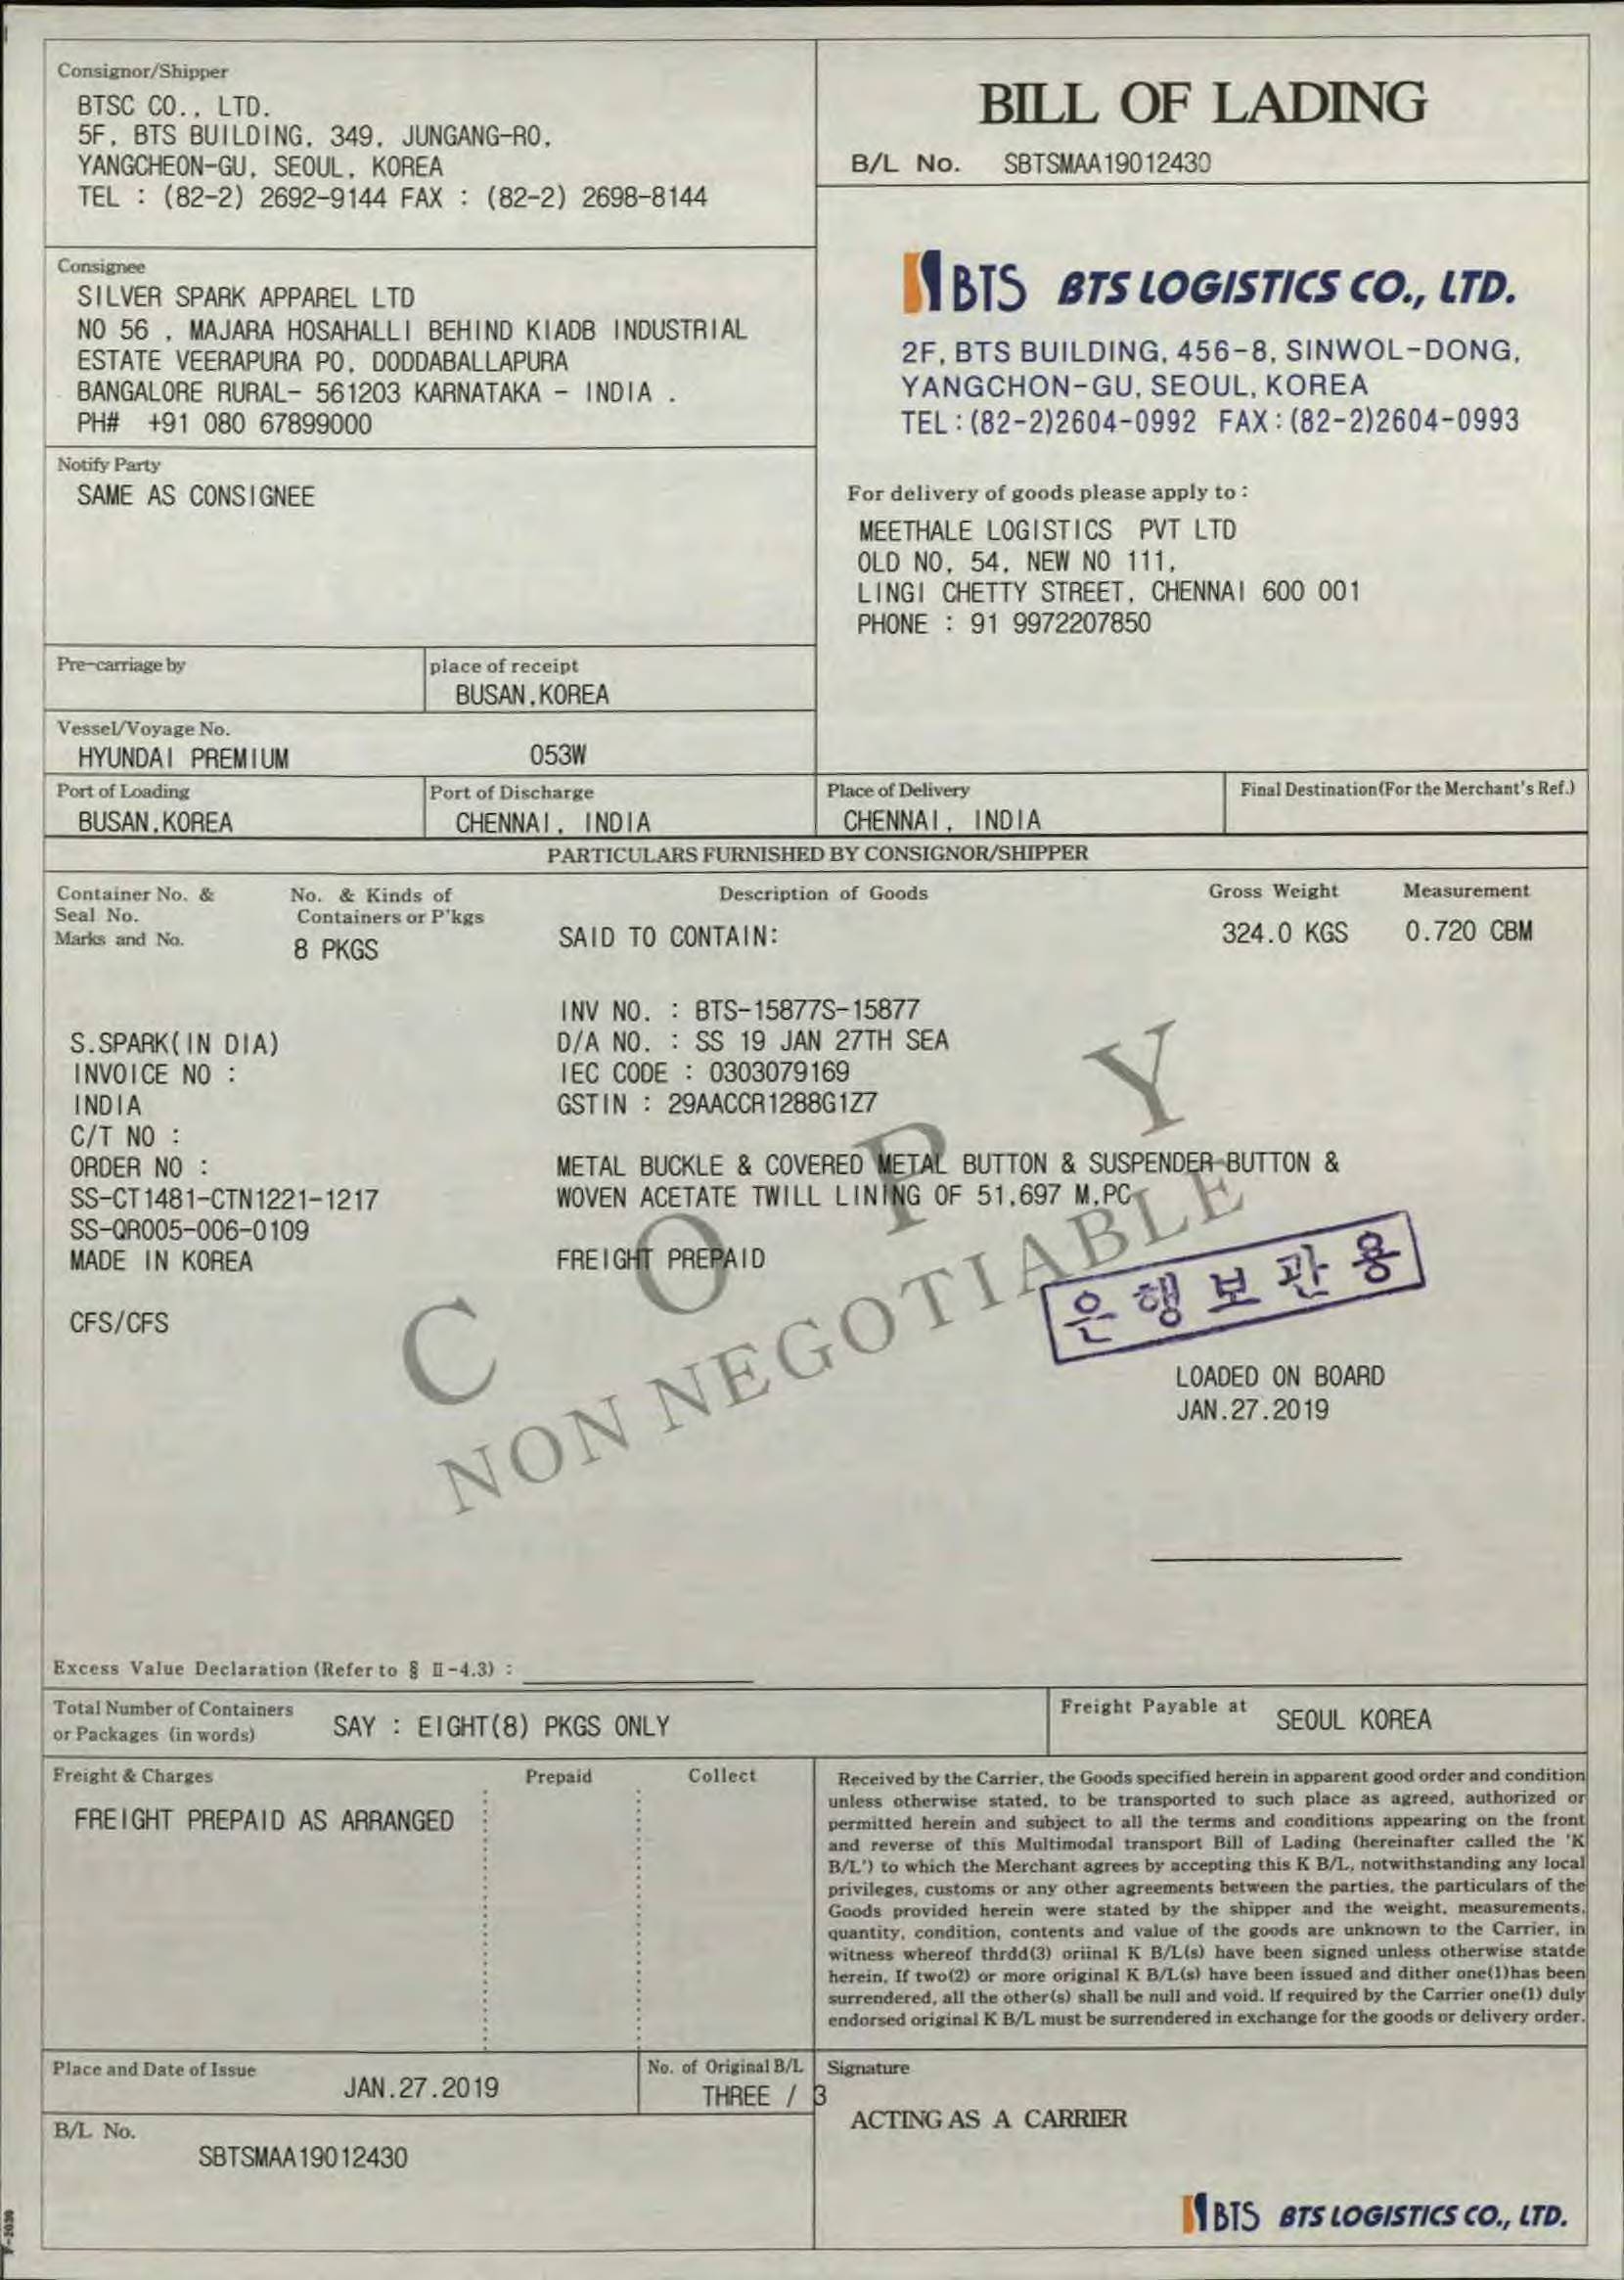 Consignor/Shipper
BTSC CO., LTD.
5F, BTS BUILDING, 349, JUNGANG-RO,
YANGCHEON-GU, SEOUL, KOREA
TEL : (82-2) 2692-9144 FAX : (82-2) 2698-8144
BILL OF LADING
B/L No. SBTSMAA19012430
Consignee
SILVER SPARK APPAREL LTD
NO 56 , MAJARA HOSAHALLI BEHIND KIADB INDUSTRIAL
ESTATE VEERAPURA PO, DODDABALLAPURA
BANGALORE RURAL- 561203 KARNATAKA - INDIA .
PH# +91 080 67899000
BTS BTS LOGISTICS CO., LTD.
2F, BTS BUILDING, 456-8, SINWOL-DONG,
YANGCHON-GU, SEOUL, KOREA
TEL : (82-2)2604-0992 FAX : (82-2)2604-0993
Notify Party
SAME AS CONSIGNEE
For delivery of goods please apply to :
MEETHALE LOGISTICS PVT LTD
OLD NO, 54, NEW NO 111,
LINGI CHETTY STREET, CHENNAI 600 001
PHONE : 91 9972207850
Pre-carriage by
place of receipt
BUSAN,KOREA
Vessel/Voyage No.
HYUNDAI PREMIUM 053W
Port of Loading
BUSAN,KOREA
Port of Discharge
CHENNAI, INDIA
Place of Delivery
CHENNAI, INDIA
Final Destination(For the Merchant's Ref.)
PARTICULARS FURNISHED BY CONSIGNOR/SHIPPER
Container No. &
Seal No.
Marks and No.
No. & Kinds of
Containers or P'kgs
8 PKGS
Description of Goods
SAID TO CONTAIN:
Gross Weight
324.0 KGS
Measurement
0.720 CBM
S.SPARK(IN DIA)
INVOICE NO :
INDIA
C/T NO :
ORDER NO :
SS-CT1481-CTN1221-1217
SS-QR005-006-0109
MADE IN KOREA
CFS/CFS
INV NO. : BTS-15877S-15877
D/A NO. : SS 19 JAN 27TH SEA
IEC CODE : 0303079169
GSTIN : 29AACCR1288G1Z7
METAL BUCKLE & COVERED METAL BUTTON & SUSPENDER-BUTTON &
WOVEN ACETATE TWILL LINING OF 51,697 M,PC
FREIGHT PREPAID
COPY
NON NEGOTIABLE
은행보관용
LOADED ON BOARD
JAN.27.2019
Excess Value Declaration (Refer to § II-4.3) :
Total Number of Containers
or Packages (in words)
SAY : EIGHT(8) PKGS ONLY
Freight Payable at
SEOUL KOREA
Freight & Charges Prepaid Collect
FREIGHT PREPAID AS ARRANGED
Received by the Carrier, the Goods specified herein in apparent good order and condition
unless otherwise stated, to be transported to such place as agreed, authorized or
permitted herein and subject to all the terms and conditions appearing on the front
and reverse of this Multimodal transport Bill of Lading (hereinafter called the 'K
B/L') to which the Merchant agrees by accepting this K B/L, notwithstanding any local
privileges, customs or any other agreements between the parties, the particulars of the
Goods provided herein were stated by the shipper and the weight, measurements,
quantity, condition, contents and value of the goods are unknown to the Carrier, in
witness whereof thrdd(3) oriinal K B/L(s) have been signed unless otherwise statde
herein, If two(2) or more original K B/L(s) have been issued and dither one(1)has been
surrendered, all the other(s) shall be null and void. If required by the Carrier one(1) duly
endorsed original K B/L must be surrendered in exchange for the goods or delivery order.
Place and Date of Issue
JAN.27.2019
No. of Original B/L
THREE / 3
Signature
ACTING AS A CARRIER
B/L No.
SBTSMAA19012430
BTS BTS LOGISTICS CO., LTD.
F-2030